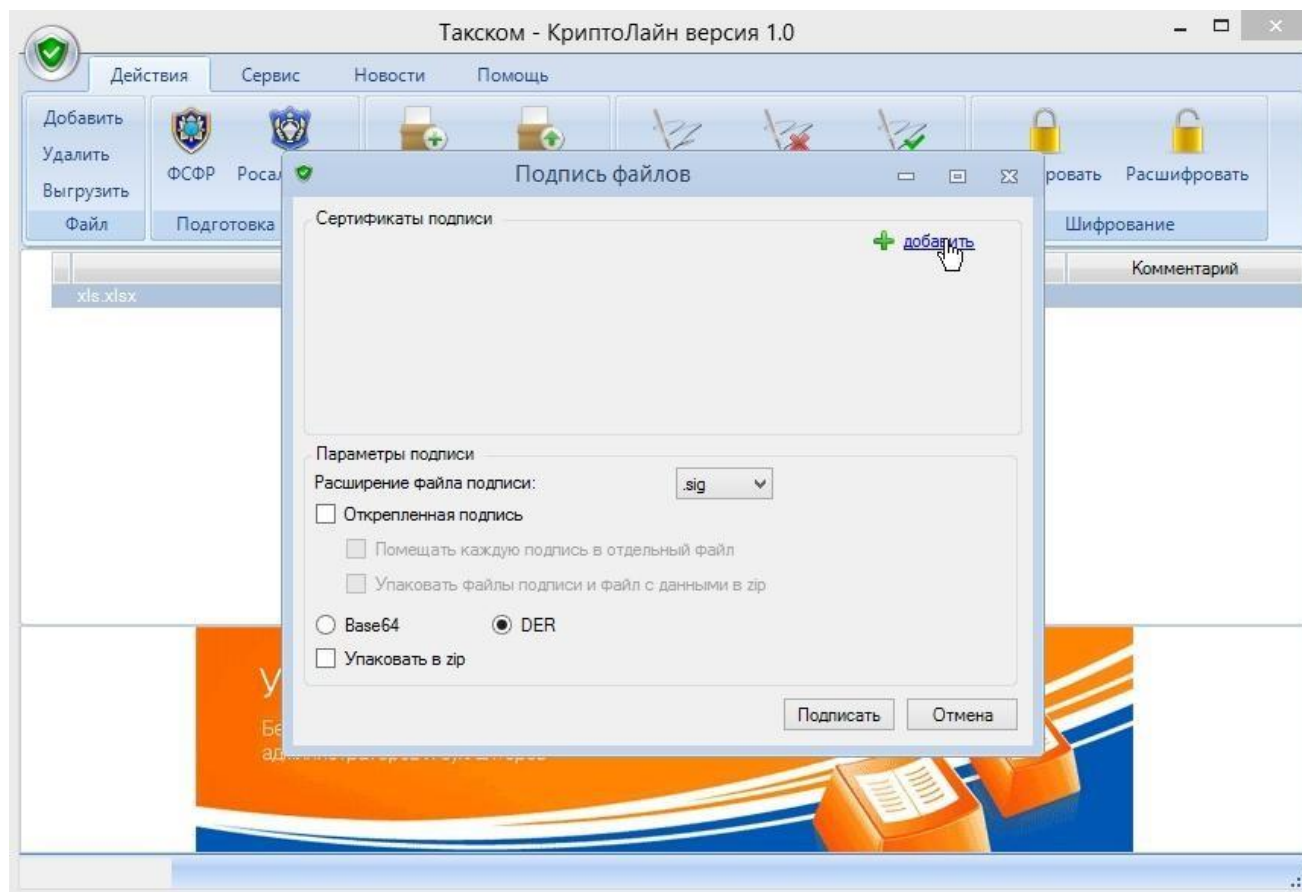 Такском - КриптоЛайн версия 1.0
Действия Сервис Новости Помощь
Добавить
Удалить
Выгрузить
Файл
ФСФР
Подготовка
Расшифровать
Шифрование
Комментарий
xls.xlsx
Подпись файлов
Сертификаты подписи
добавить
Параметры подписи
Расширение файла подписи: .sig
Открепленная подпись
Помещать каждую подпись в отдельный файл
Упаковать файлы подписи и файл с данными в zip
Base64 DER
Упаковать в zip
Подписать Отмена